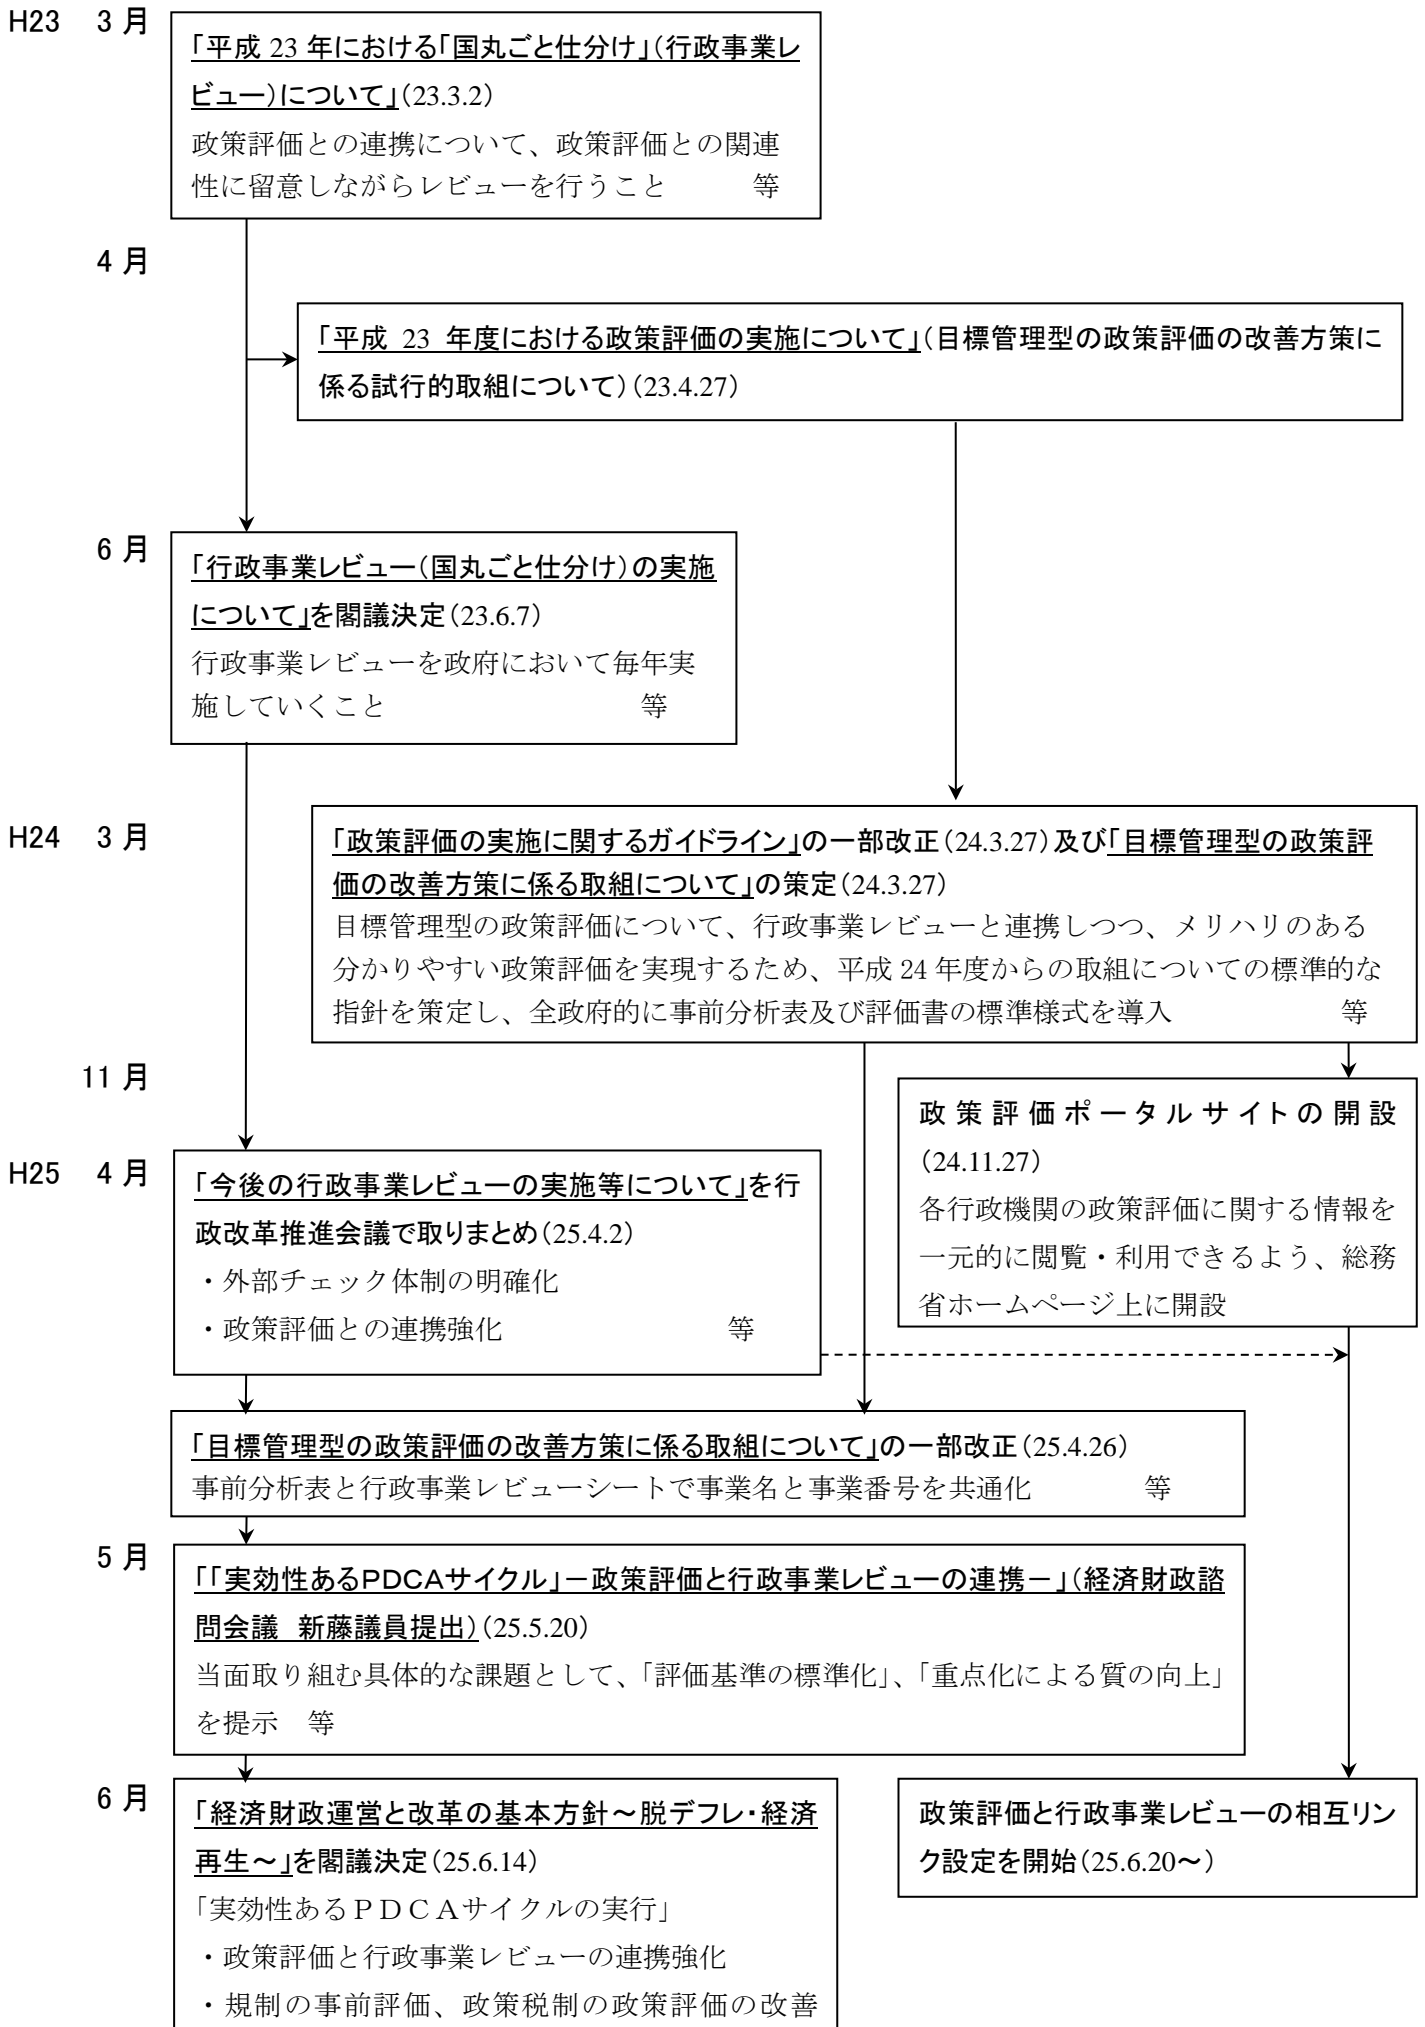 H23　3月
「平成23年における「国丸ごと仕分け」（行政事業レ
ビュー）について」（23.3.2）
政策評価との連携について、政策評価との関連
性に留意しながらレビューを行うこと　　　等
4月
「平成 23 年度における政策評価の実施について」（目標管理型の政策評価の改善方策に
係る試行的取組について）（23.4.27）
6月
「行政事業レビュー（国丸ごと仕分け）の実施
について」を閣議決定（23.6.7）
行政事業レビューを政府において毎年実
施していくこと　　　　　　　　　等
H24　3月
「政策評価の実施に関するガイドライン」の一部改正（24.3.27）及び「目標管理型の政策評
価の改善方策に係る取組について」の策定（24.3.27）
目標管理型の政策評価について、行政事業レビューと連携しつつ、メリハリのある
分かりやすい政策評価を実現するため、平成24年度からの取組についての標準的な
指針を策定し、全政府的に事前分析表及び評価書の標準様式を導入　　　　　　等
11月
政策評価ポータルサイトの開設
（24.11.27）
各行政機関の政策評価に関する情報を
一元的に閲覧・利用できるよう、総務
省ホームページ上に開設
H25　4月
「今後の行政事業レビューの実施等について」を行
政改革推進会議で取りまとめ（25.4.2）
・外部チェック体制の明確化
・政策評価との連携強化　　　　　　　　等
「目標管理型の政策評価の改善方策に係る取組について」の一部改正（25.4.26）
事前分析表と行政事業レビューシートで事業名と事業番号を共通化　　　　等
5月
「「実効性あるPDCAサイクル」－政策評価と行政事業レビューの連携－」（経済財政諮
問会議　新藤議員提出）（25.5.20）
当面取り組む具体的な課題として、「評価基準の標準化」、「重点化による質の向上」
を提示　等
6月
「経済財政運営と改革の基本方針～脱デフレ・経済
再生～」を閣議決定（25.6.14）
「実効性あるＰＤＣＡサイクルの実行」
・政策評価と行政事業レビューの連携強化
・規制の事前評価、政策税制の政策評価の改善
政策評価と行政事業レビューの相互リン
ク設定を開始（25.6.20～）